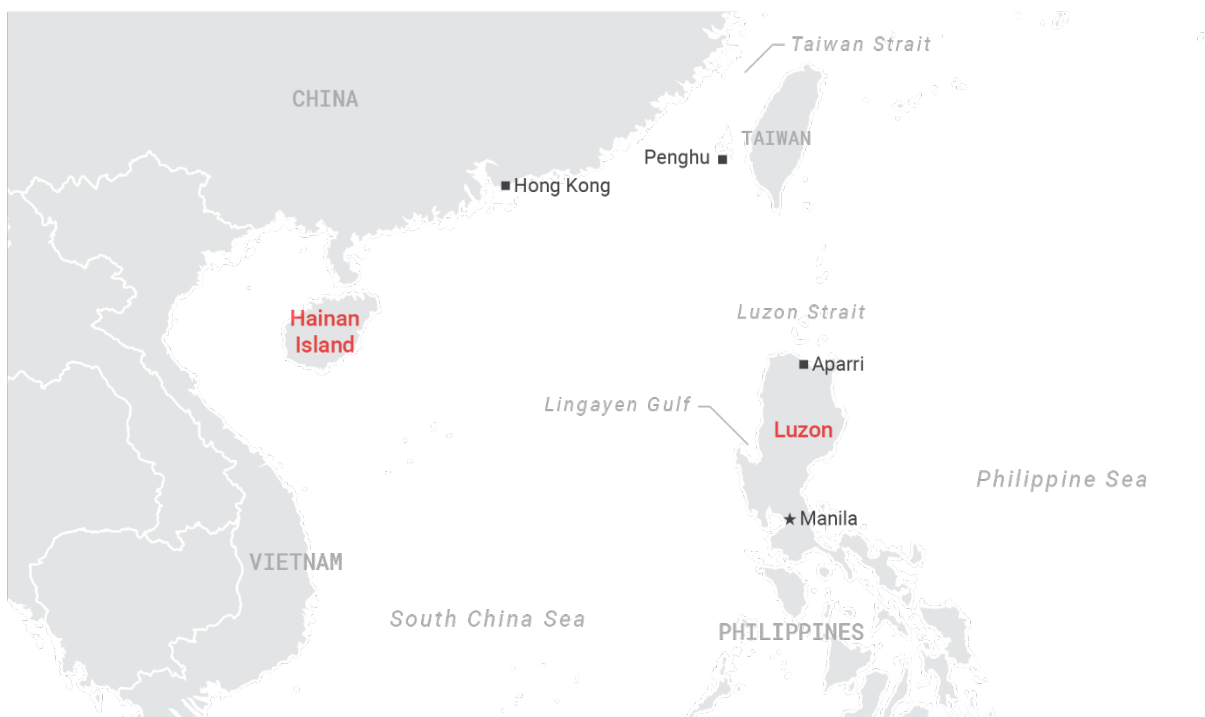 Taiwan Strait
CHINA
TAIWAN
Penghu
Hong Kong
Luzon Strait
Hainan
Island
Aparri
Lingayen Gulf
Luzon
Philippine Sea
Manila
VIETNAM
South China Sea
PHILIPPINES